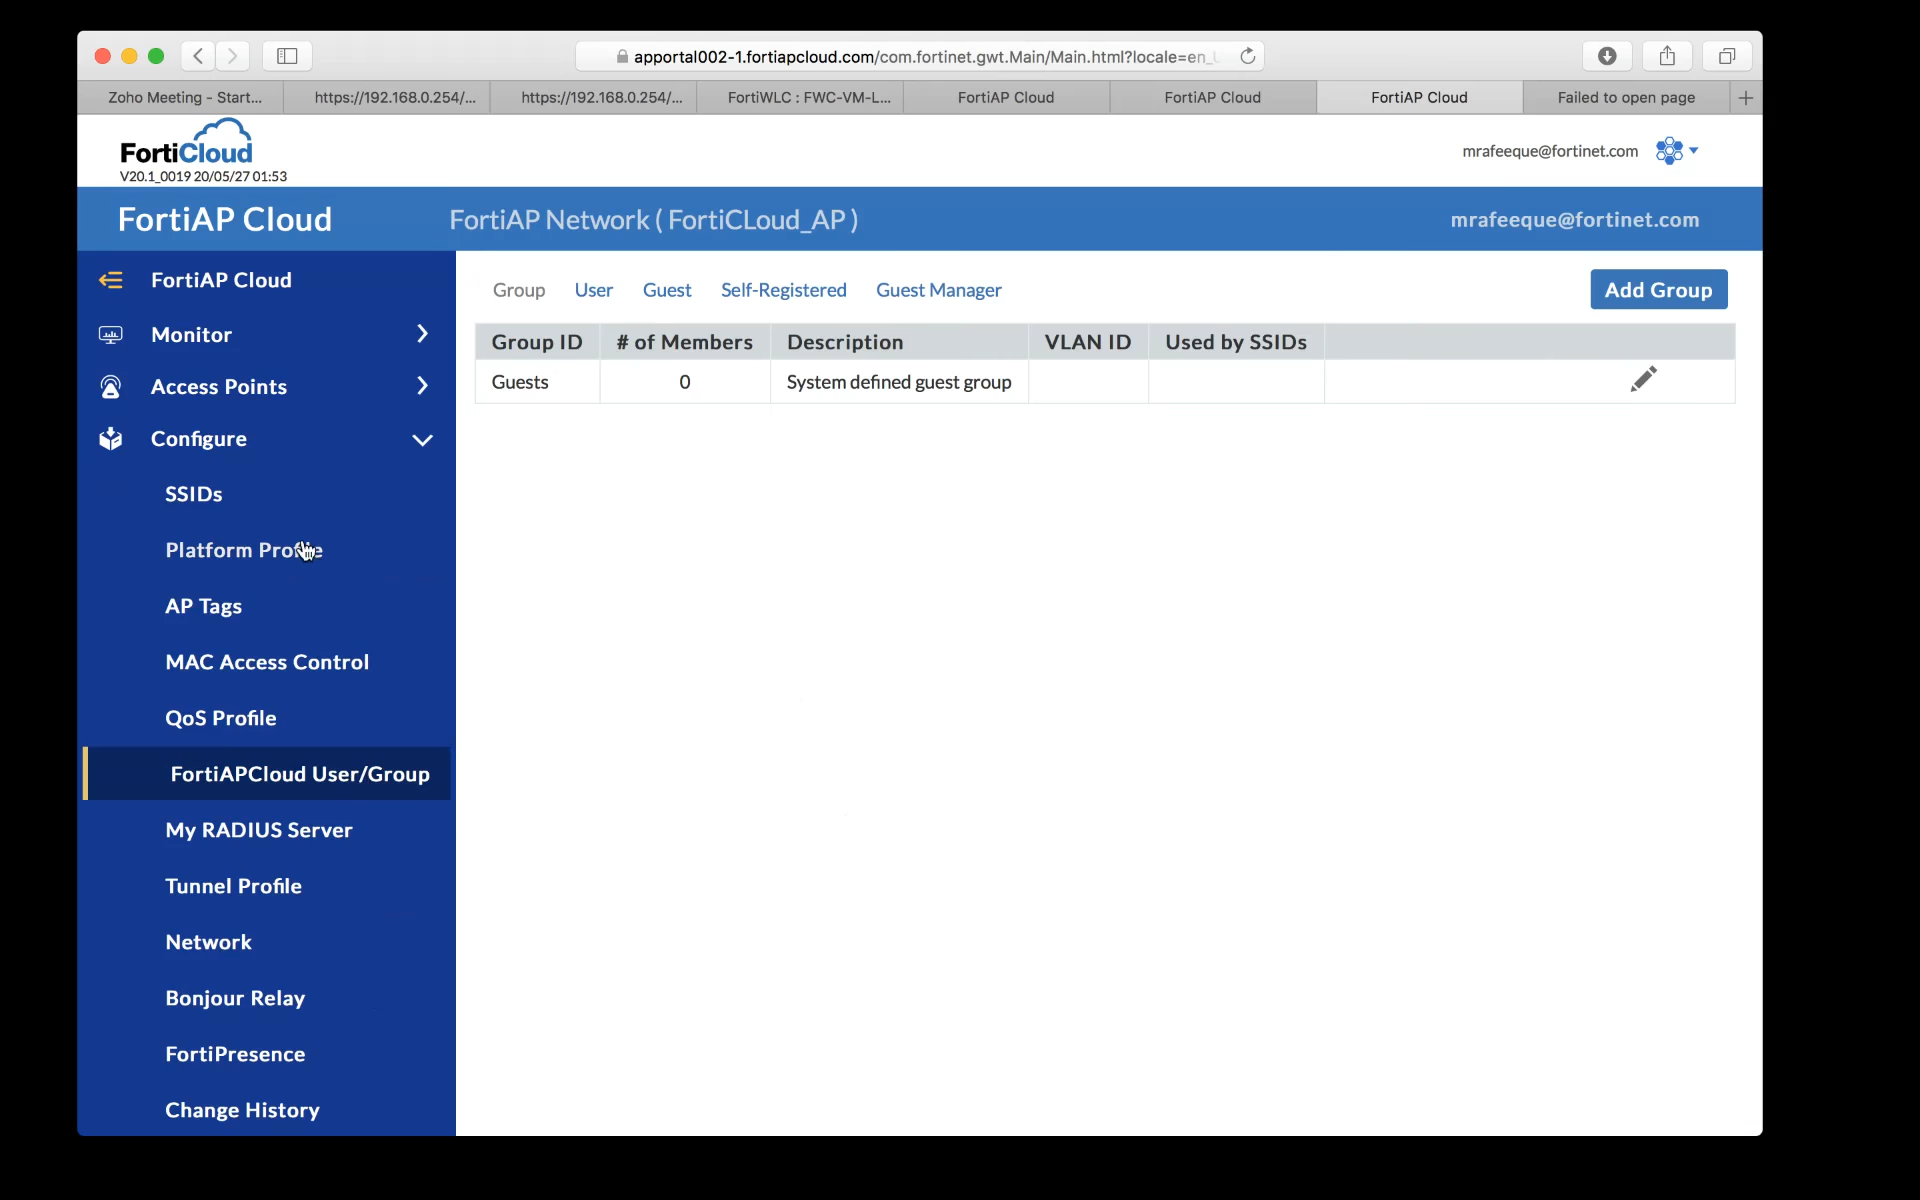 apportal002-1.fortiapcloud.com/com.fortinet.gwt.Main/Main.html?locale=en_
Zoho Meeting - Start... https://192.168.0.254/... https://192.168.0.254/... FortiWLC : FWC-VM-L... FortiAP Cloud FortiAP Cloud FortiAP Cloud Failed to open page
FortiCloud
V20.1_0019 20/05/27 01:53
mrafeeque@fortinet.com
FortiAP Cloud FortiAP Network ( FortiCLoud_AP ) mrafeeque@fortinet.com
FortiAP Cloud
Monitor
Access Points
Configure
SSIDs
Platform Profile
AP Tags
MAC Access Control
QoS Profile
FortiAPCloud User/Group
My RADIUS Server
Tunnel Profile
Network
Bonjour Relay
FortiPresence
Change History
Group User Guest Self-Registered Guest Manager Add Group
Group ID # of Members Description VLAN ID Used by SSIDs
Guests 0 System defined guest group